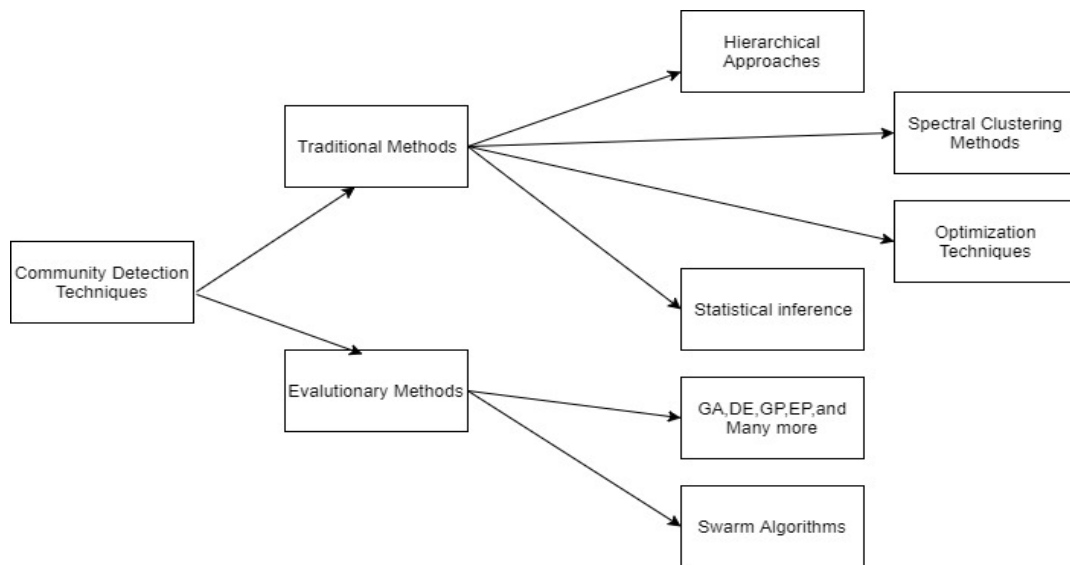 Hierarchical
Approaches
Traditional Methods
Spectral Clustering
Methods
Optimization
Techniques
Community Detection
Techniques
Statistical inference
Evalutionary Methods
GA,DE,GP,EP,and
Many more
Swarm Algorithms